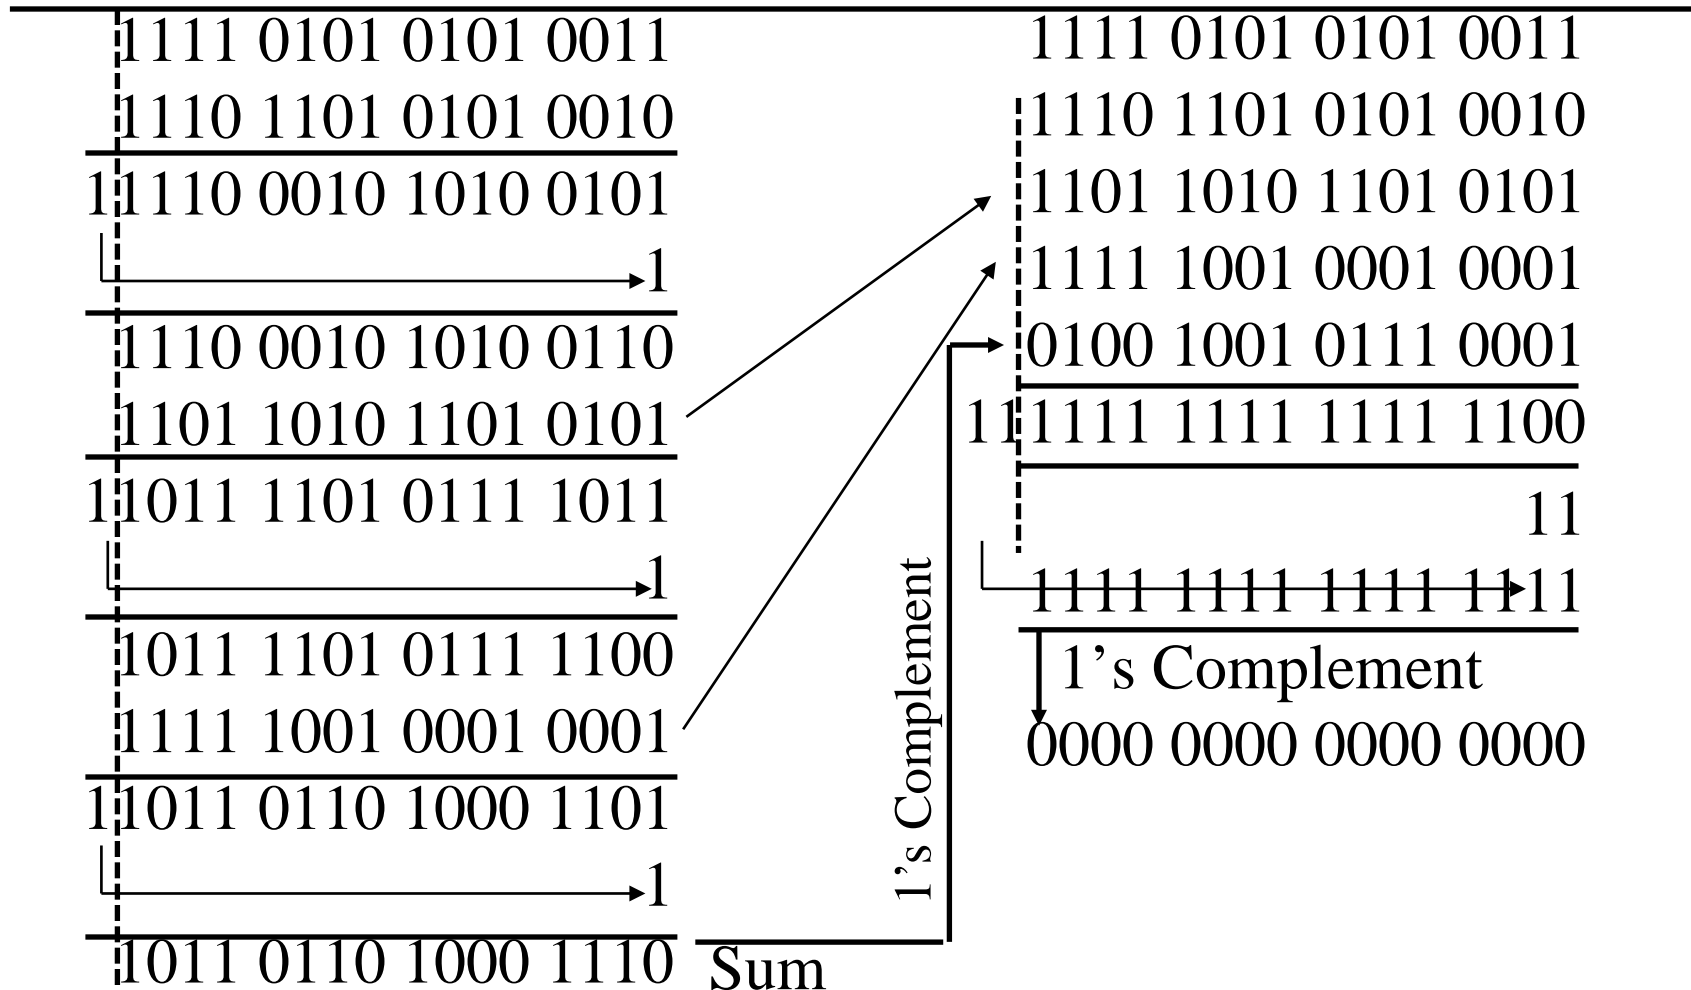 1111 0101 0101 0011
1110 1101 0101 0010
11110 0010 1010 0101
1
1110 0010 1010 0110
1101 1010 1101 0101
11011 1101 0111 1011
1
1011 1101 0111 1100
1111 1001 0001 0001
11011 0110 1000 1101
1
1011 0110 1000 1110
Sum
1's Complement
1111 0101 0101 0011
1110 1101 0101 0010
1101 1010 1101 0101
1111 1001 0001 0001
0100 1001 0111 0001
111111 1111 1111 1100
11
1111 1111 1111 1111
1's Complement
0000 0000 0000 0000